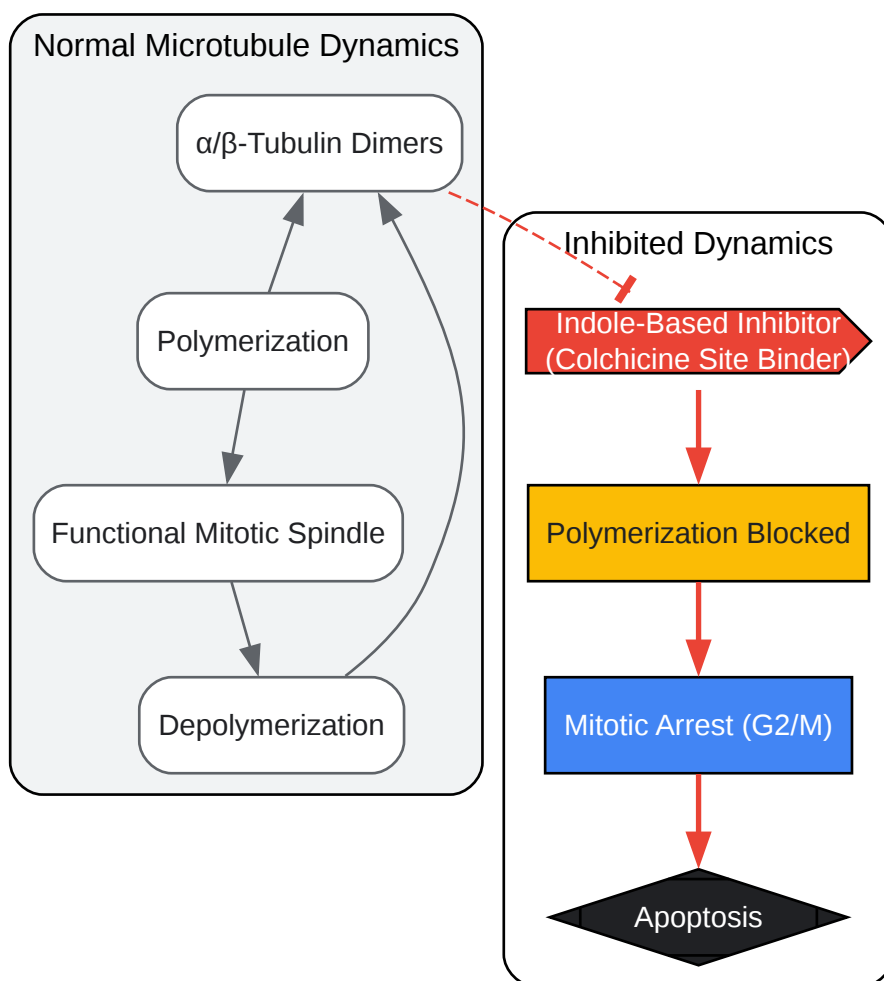 Normal Microtubule Dynamics
α/β-Tubulin Dimers
Polymerization
Functional Mitotic Spindle
Depolymerization
Inhibited Dynamics
Indole-Based Inhibitor
(Colchicine Site Binder)
Polymerization Blocked
Mitotic Arrest (G2/M)
Apoptosis